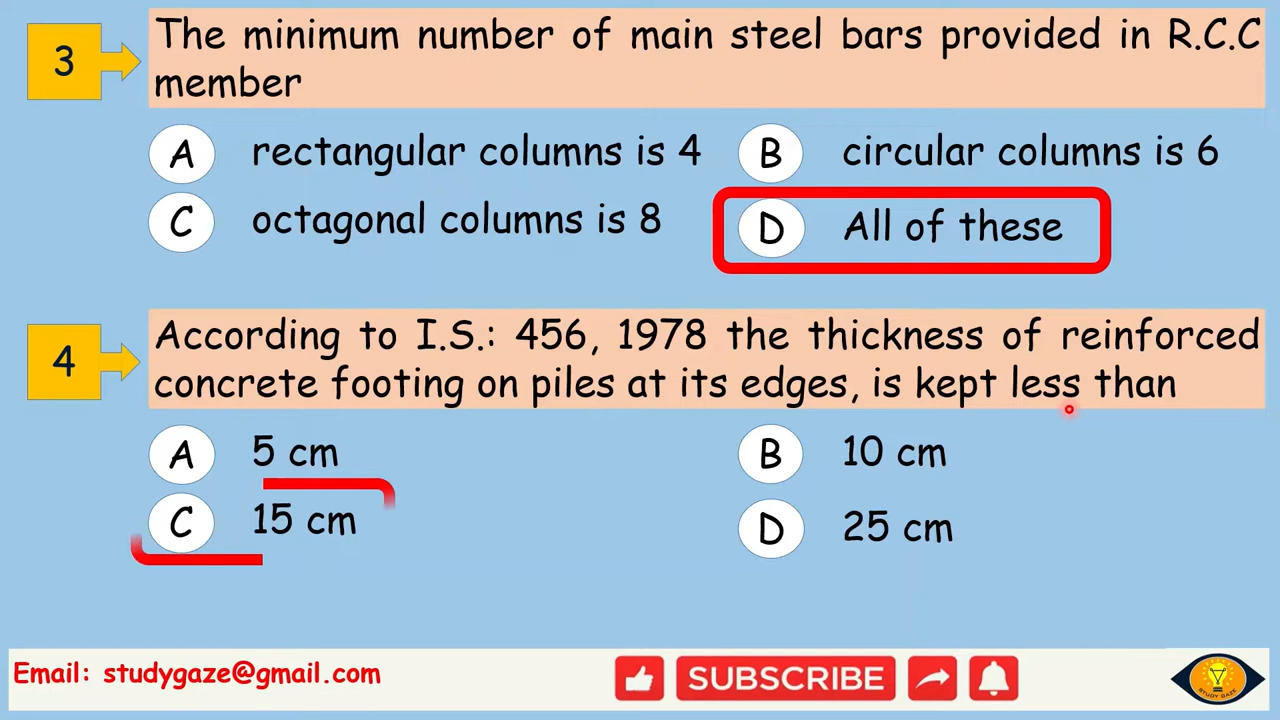 3
The minimum number of main steel bars provided in R.C.C
member
A rectangular columns is 4
B circular columns is 6
C octagonal columns is 8
D All of these
4
According to I.S.: 456, 1978 the thickness of reinforced
concrete footing on piles at its edges, is kept less than
A 5 cm
B 10 cm
C 15 cm
D 25 cm
Email: studygaze@gmail.com
SUBSCRIBE
STUDY GAZE